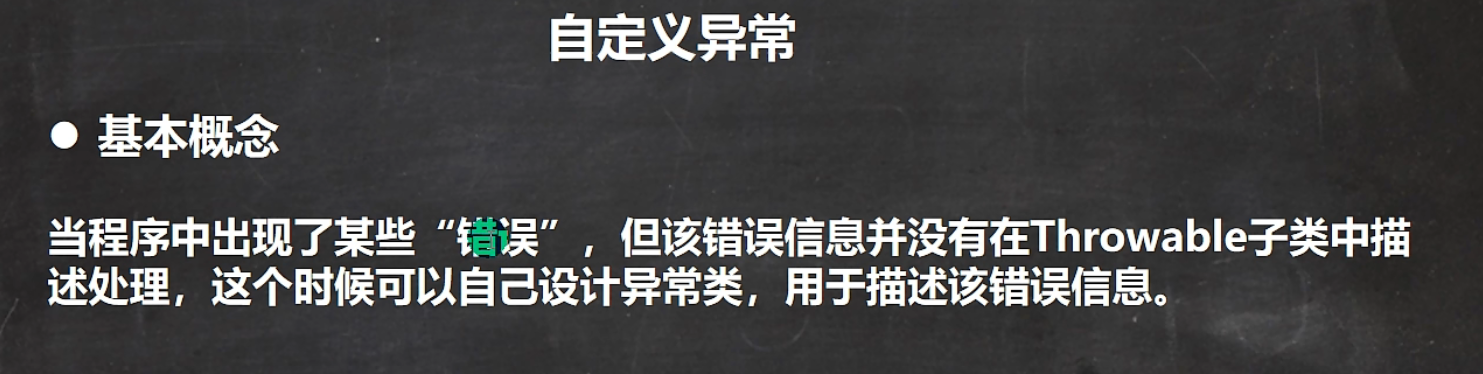 自定义异常
● 基本概念
当程序中出现了某些“错误”，但该错误信息并没有在Throwable子类中描
述处理，这个时候可以自己设计异常类，用于描述该错误信息。